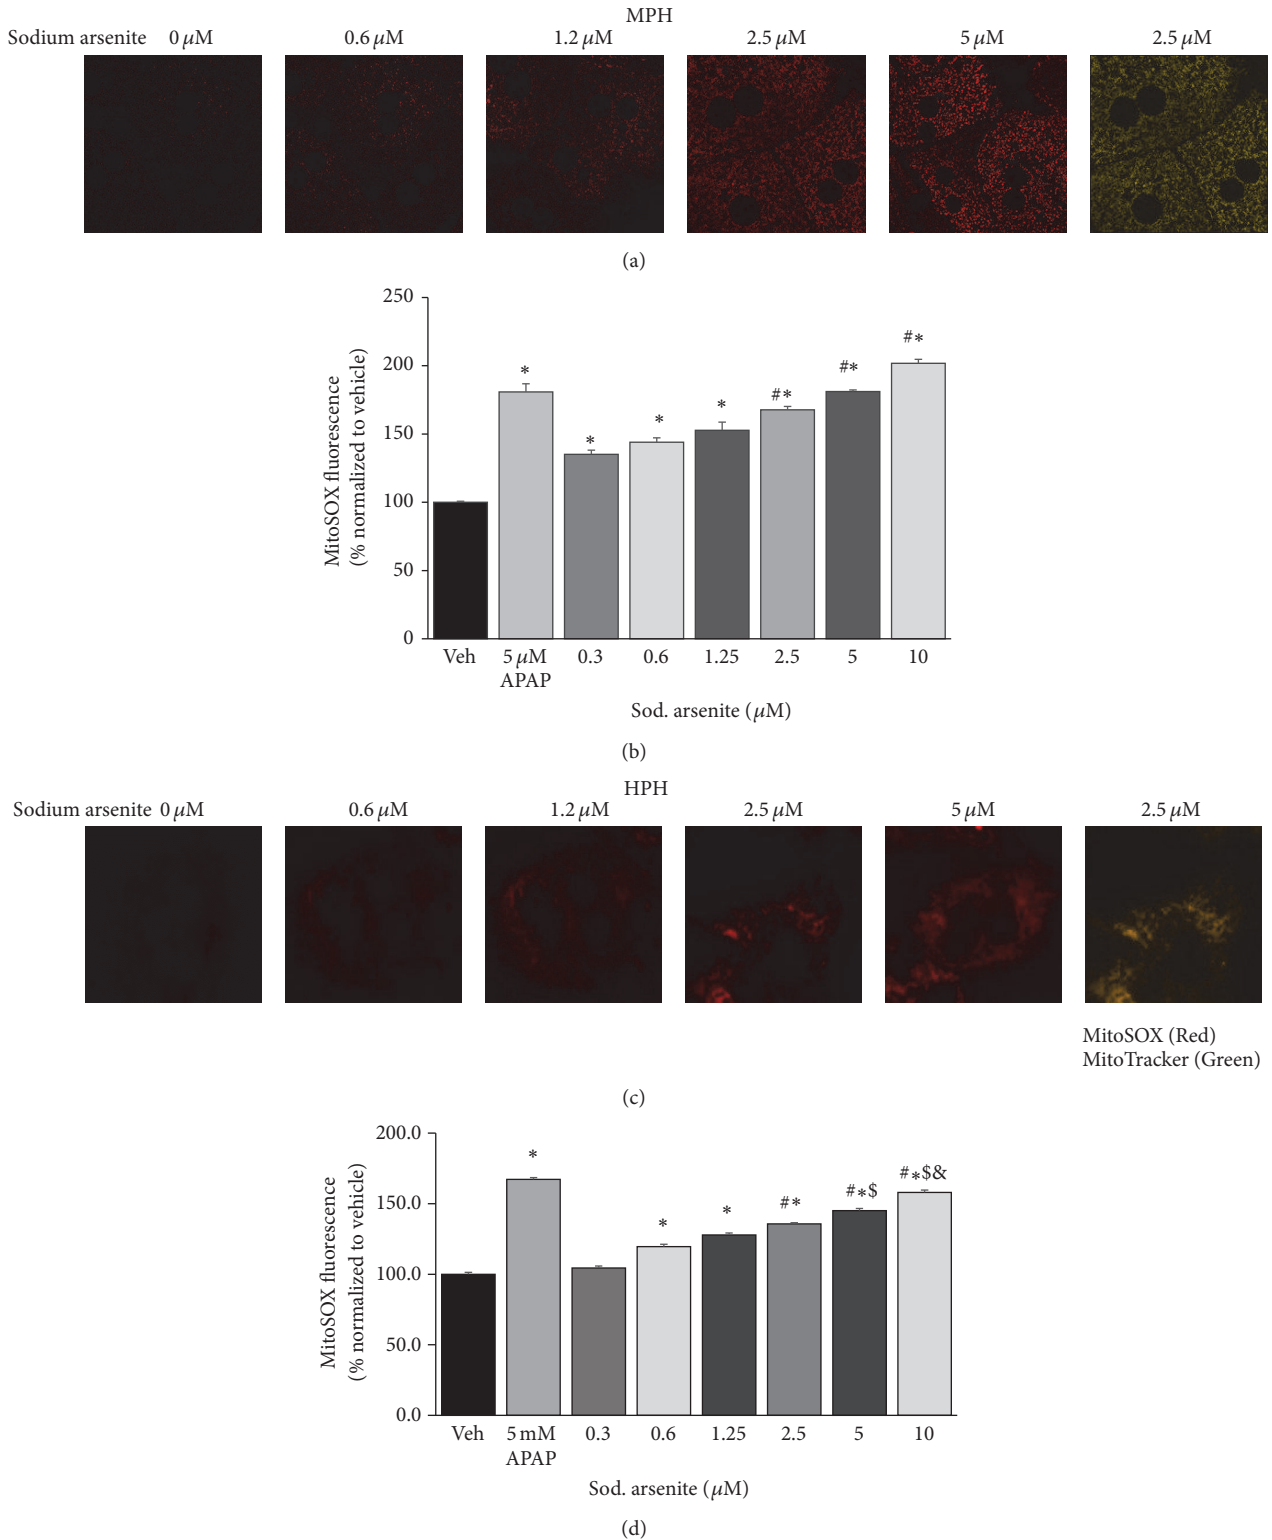 MPH
Sodium arsenite 0 μM 0.6 μM 1.2 μM 2.5 μM 5 μM 2.5 μM
(a)
MitoSOX fluorescence
(% normalized to vehicle)
250
200
150
100
50
0
* * * * #* #* #*
Veh 5 μM 0.3 0.6 1.25 2.5 5 10
APAP
Sod. arsenite (μM)
(b)
HPH
Sodium arsenite 0 μM 0.6 μM 1.2 μM 2.5 μM 5 μM 2.5 μM
MitoSOX (Red)
MitoTracker (Green)
(c)
MitoSOX fluorescence
(% normalized to vehicle)
200.0
150.0
100.0
50.0
0.0
* * * #* #*$ #*$&
Veh 5 mM 0.3 0.6 1.25 2.5 5 10
APAP
Sod. arsenite (μM)
(d)